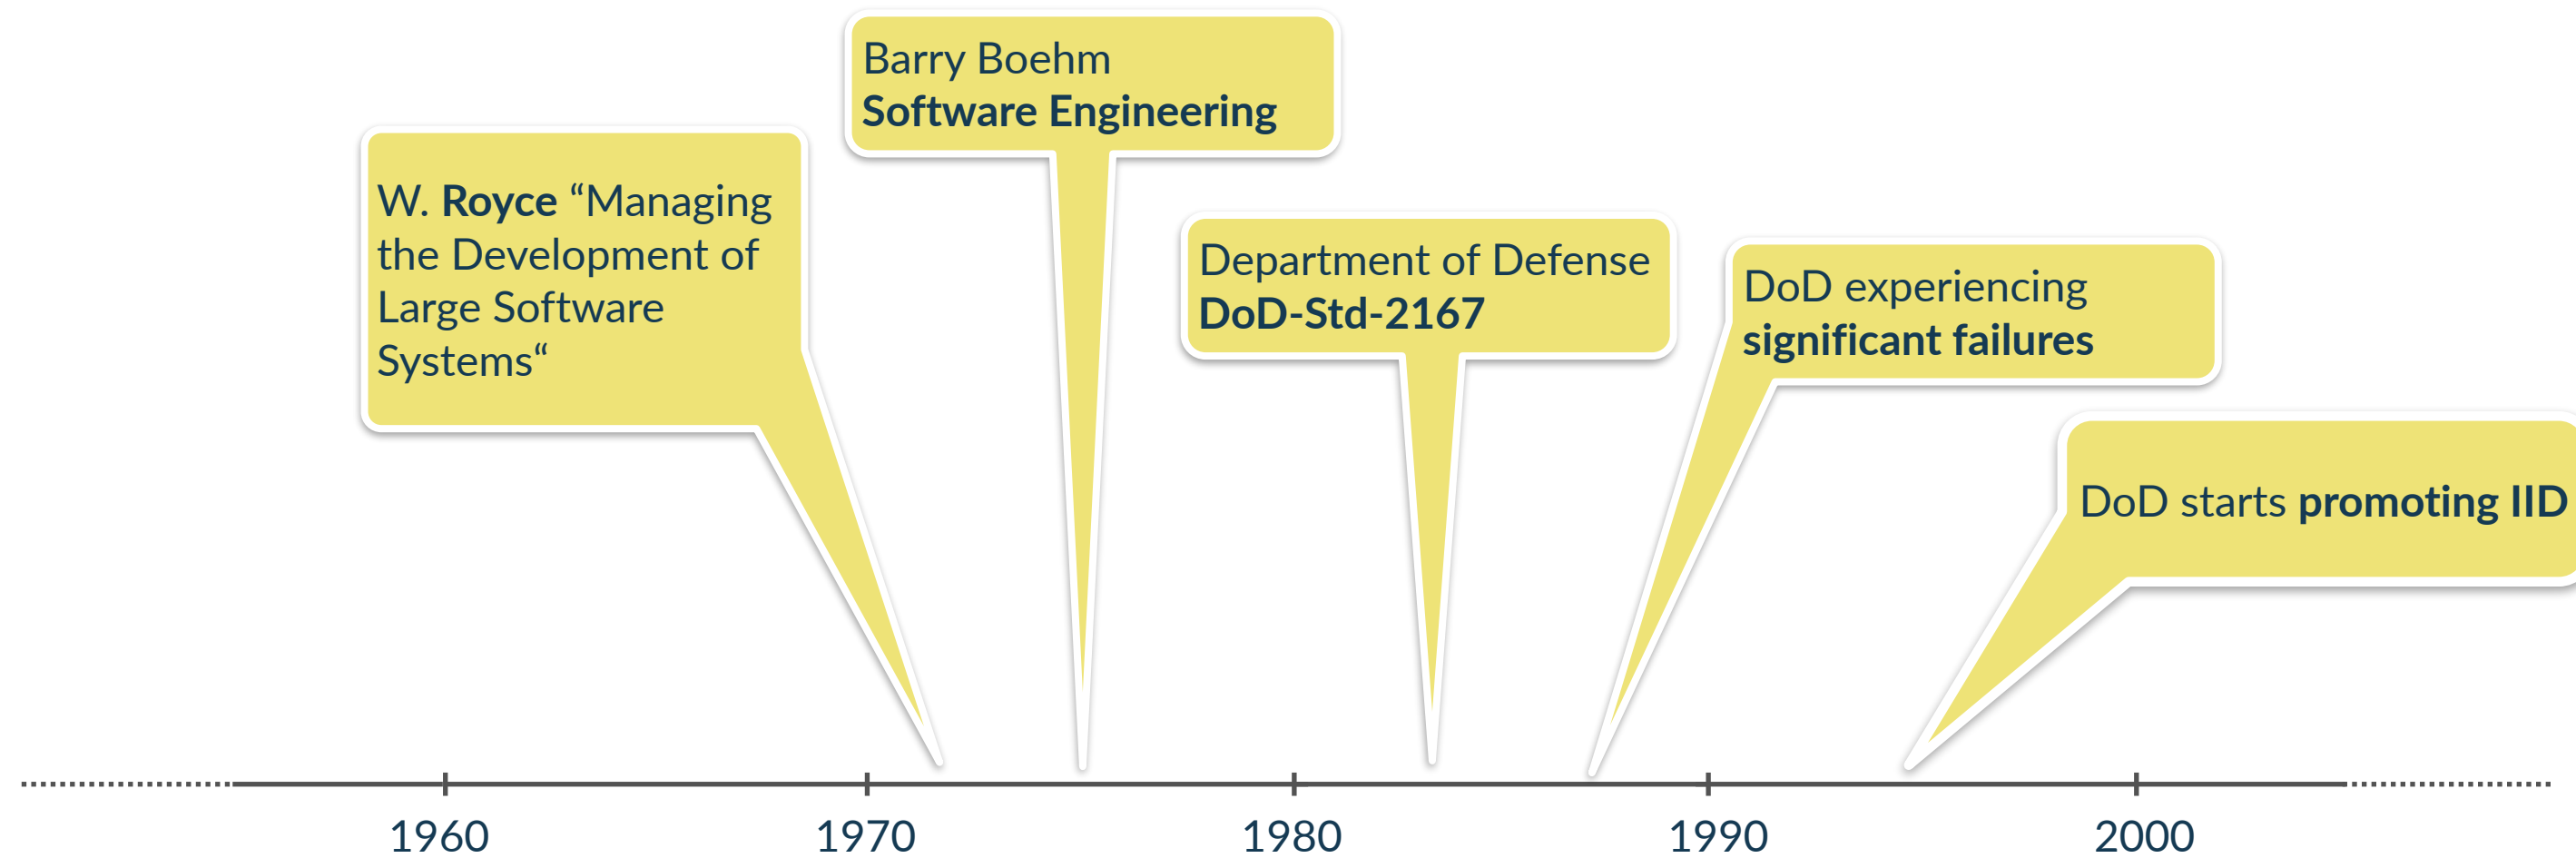 Barry Boehm
Software Engineering
W. Royce “Managing
the Development of
Large Software
Systems“
Department of Defense
DoD-Std-2167
DoD experiencing
significant failures
DoD starts promoting IID
1960
1970
1980
1990
2000